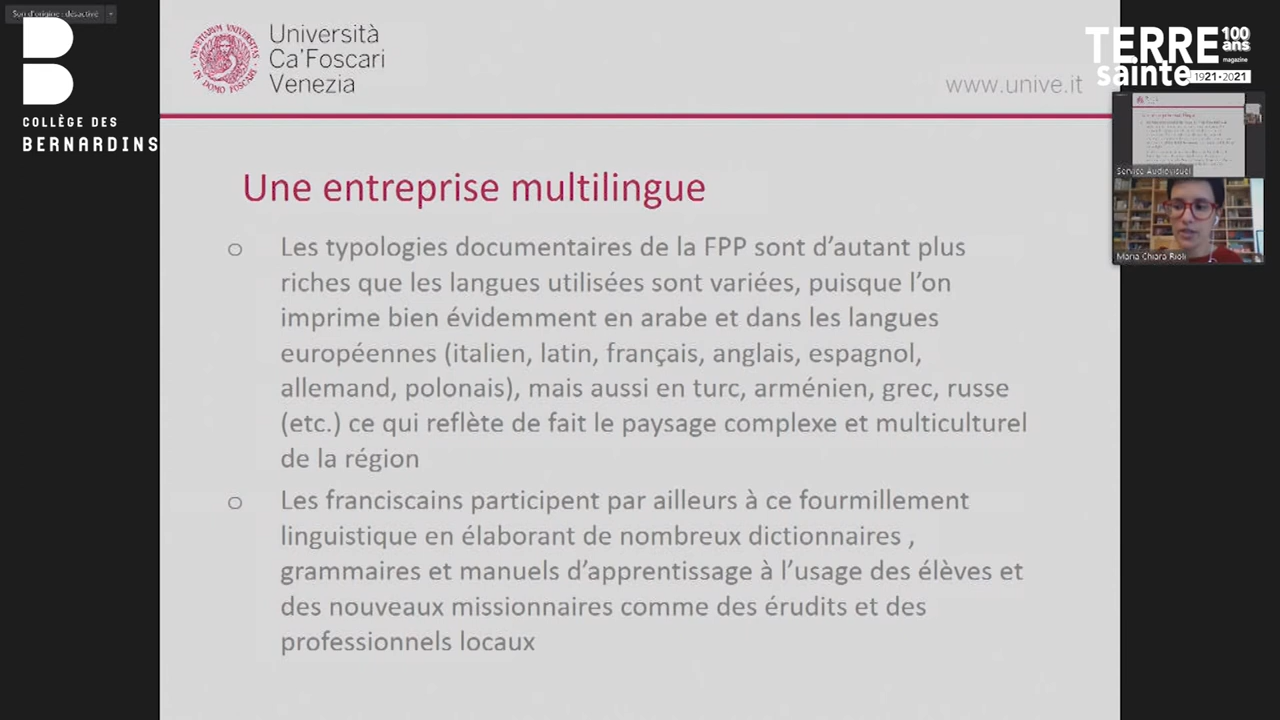 Son d'origine : désactivé
COLLÈGE DES
BERNARDINS
Università
Ca'Foscari
Venezia
www.unive.it
TERRE
sainte
100
ans
magazine
1921•2021
Service Audiovisuel
Maria Chiara Rioli
Une entreprise multilingue
o Les typologies documentaires de la FPP sont d'autant plus
riches que les langues utilisées sont variées, puisque l'on
imprime bien évidemment en arabe et dans les langues
européennes (italien, latin, français, anglais, espagnol,
allemand, polonais), mais aussi en turc, arménien, grec, russe
(etc.) ce qui reflète de fait le paysage complexe et multiculturel
de la région
o Les franciscains participent par ailleurs à ce fourmillement
linguistique en élaborant de nombreux dictionnaires ,
grammaires et manuels d'apprentissage à l'usage des élèves et
des nouveaux missionnaires comme des érudits et des
professionnels locaux